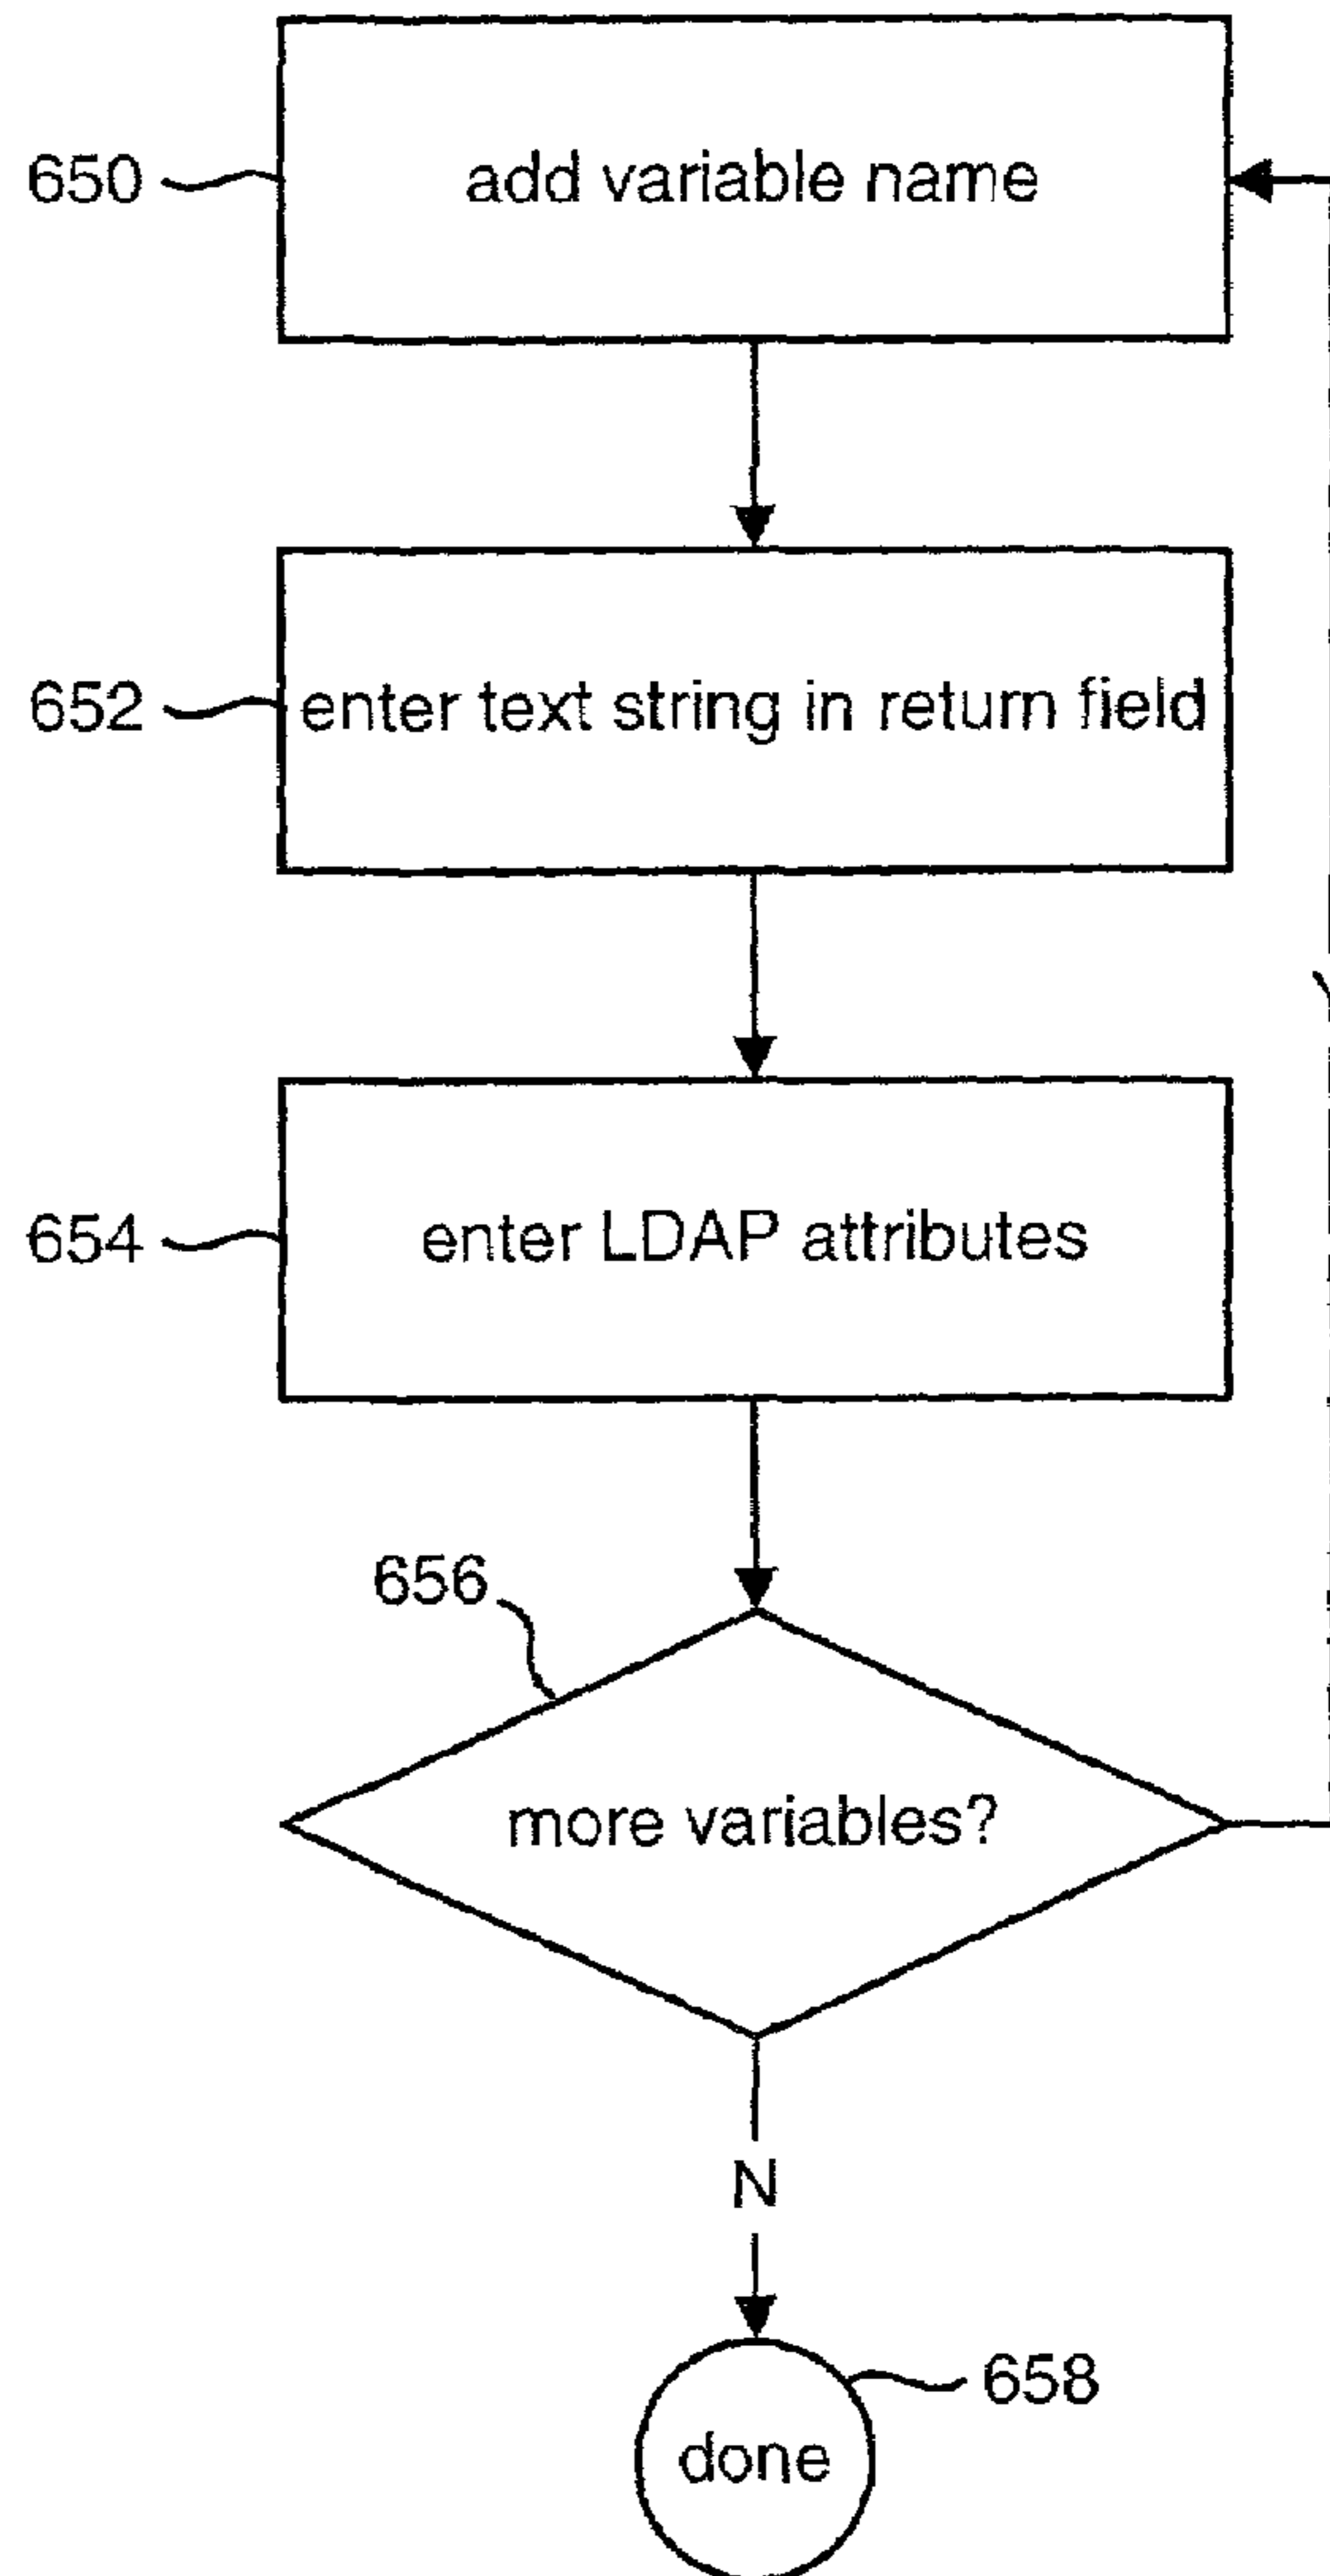 650
add variable name
652
enter text string in return field
654
enter LDAP attributes
656
more variables?
N
658
done